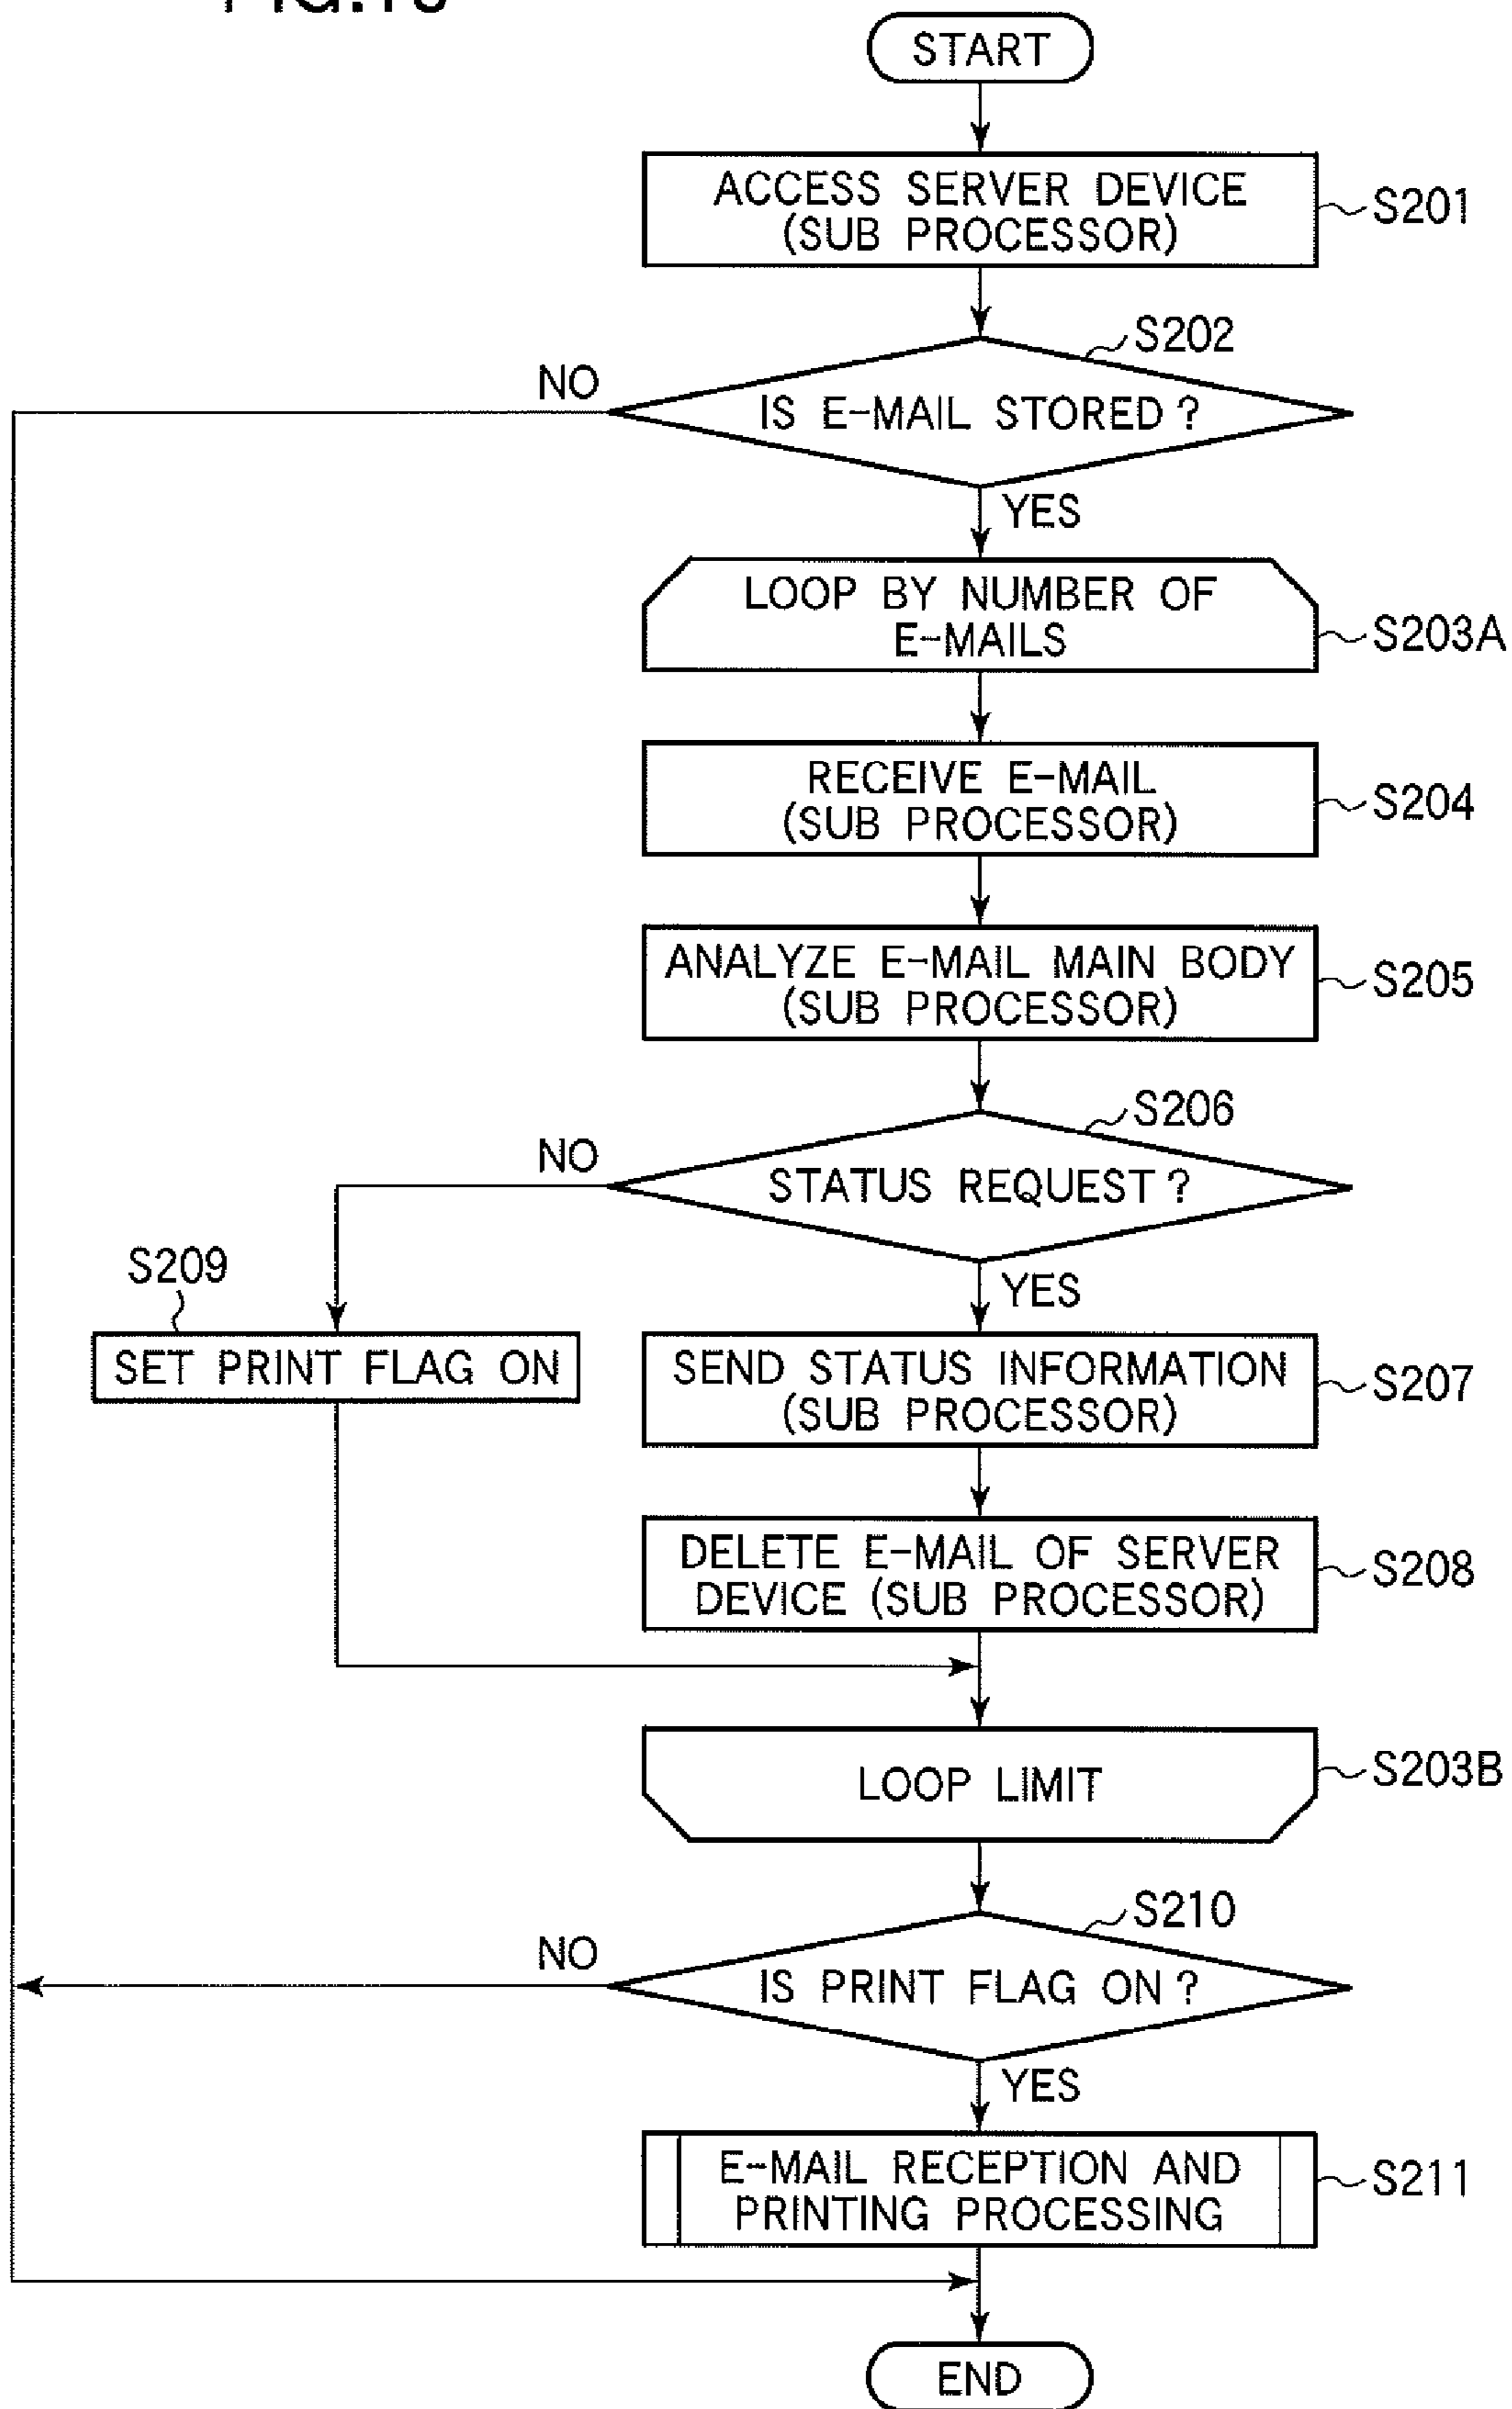 START
ACCESS SERVER DEVICE
(SUB PROCESSOR)
S201
S202
NO
IS E-MAIL STORED ?
YES
LOOP BY NUMBER OF
E-MAILS
S203A
RECEIVE E-MAIL
(SUB PROCESSOR)
S204
ANALYZE E-MAIL MAIN BODY
(SUB PROCESSOR)
S205
S206
NO
STATUS REQUEST ?
YES
S209
SET PRINT FLAG ON
SEND STATUS INFORMATION
(SUB PROCESSOR)
S207
DELETE E-MAIL OF SERVER
DEVICE (SUB PROCESSOR)
S208
LOOP LIMIT
S203B
S210
NO
IS PRINT FLAG ON ?
YES
E-MAIL RECEPTION AND
PRINTING PROCESSING
S211
END